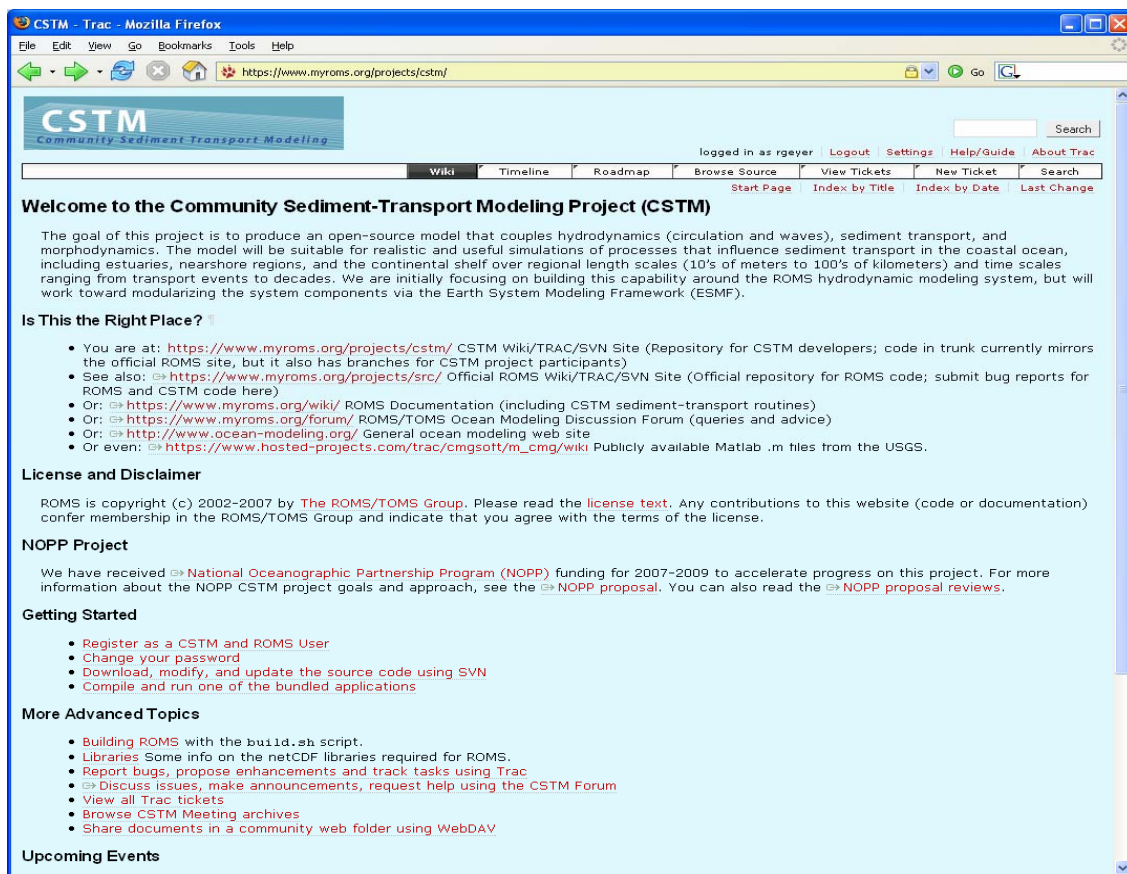 CSTM - Trac - Mozilla Firefox
File Edit View Go Bookmarks Tools Help
https://www.myroms.org/projects/cstm/
Go
G
CSTM
Community Sediment Transport Modeling
Search
logged in as rgeyer Logout Settings Help/Guide About Trac
Wiki Timeline Roadmap Browse Source View Tickets New Ticket Search
Start Page Index by Title Index by Date Last Change
Welcome to the Community Sediment-Transport Modeling Project (CSTM)
The goal of this project is to produce an open-source model that couples hydrodynamics (circulation and waves), sediment transport, and
morphodynamics. The model will be suitable for realistic and useful simulations of processes that influence sediment transport in the coastal ocean,
including estuaries, nearshore regions, and the continental shelf over regional length scales (10's of meters to 100's of kilometers) and time scales
ranging from transport events to decades. We are initially focusing on building this capability around the ROMS hydrodynamic modeling system, but will
work toward modularizing the system components via the Earth System Modeling Framework (ESMF).
Is This the Right Place? ¶
• You are at: https://www.myroms.org/projects/cstm/ CSTM Wiki/TRAC/SVN Site (Repository for CSTM developers; code in trunk currently mirrors
the official ROMS site, but it also has branches for CSTM project participants)
• See also: https://www.myroms.org/projects/src/ Official ROMS Wiki/TRAC/SVN Site (Official repository for ROMS code; submit bug reports for
ROMS and CSTM code here)
• Or: https://www.myroms.org/wiki/ ROMS Documentation (including CSTM sediment-transport routines)
• Or: https://www.myroms.org/forum/ ROMS/TOMS Ocean Modeling Discussion Forum (queries and advice)
• Or: http://www.ocean-modeling.org/ General ocean modeling web site
• Or even: https://www.hosted-projects.com/trac/cmgsoft/m_cmg/wiki Publicly available Matlab .m files from the USGS.
License and Disclaimer
ROMS is copyright (c) 2002-2007 by The ROMS/TOMS Group. Please read the license text. Any contributions to this website (code or documentation)
confer membership in the ROMS/TOMS Group and indicate that you agree with the terms of the license.
NOPP Project
We have received National Oceanographic Partnership Program (NOPP) funding for 2007-2009 to accelerate progress on this project. For more
information about the NOPP CSTM project goals and approach, see the NOPP proposal. You can also read the NOPP proposal reviews.
Getting Started
• Register as a CSTM and ROMS User
• Change your password
• Download, modify, and update the source code using SVN
• Compile and run one of the bundled applications
More Advanced Topics
• Building ROMS with the build.sh script.
• Libraries Some info on the netCDF libraries required for ROMS.
• Report bugs, propose enhancements and track tasks using Trac
• Discuss issues, make announcements, request help using the CSTM Forum
• View all Trac tickets
• Browse CSTM Meeting archives
• Share documents in a community web folder using WebDAV
Upcoming Events